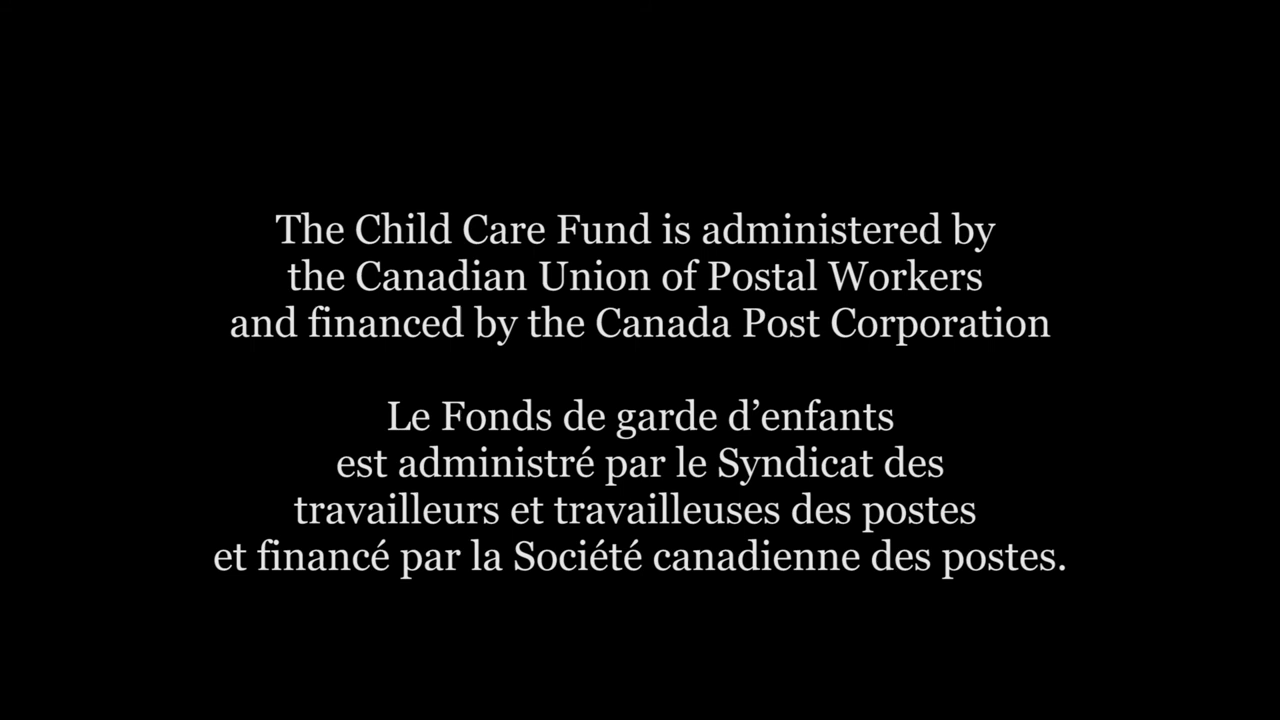 The Child Care Fund is administered by
the Canadian Union of Postal Workers
and financed by the Canada Post Corporation
Le Fonds de garde d’enfants
est administré par le Syndicat des
travailleurs et travailleuses des postes
et financé par la Société canadienne des postes.